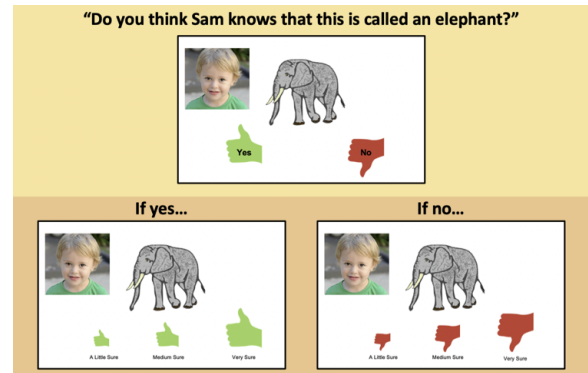 “Do you think Sam knows that this is called an elephant?”
Yes No
If yes... If no...
A Little Sure Medium Sure Very Sure A Little Sure Medium Sure Very Sure